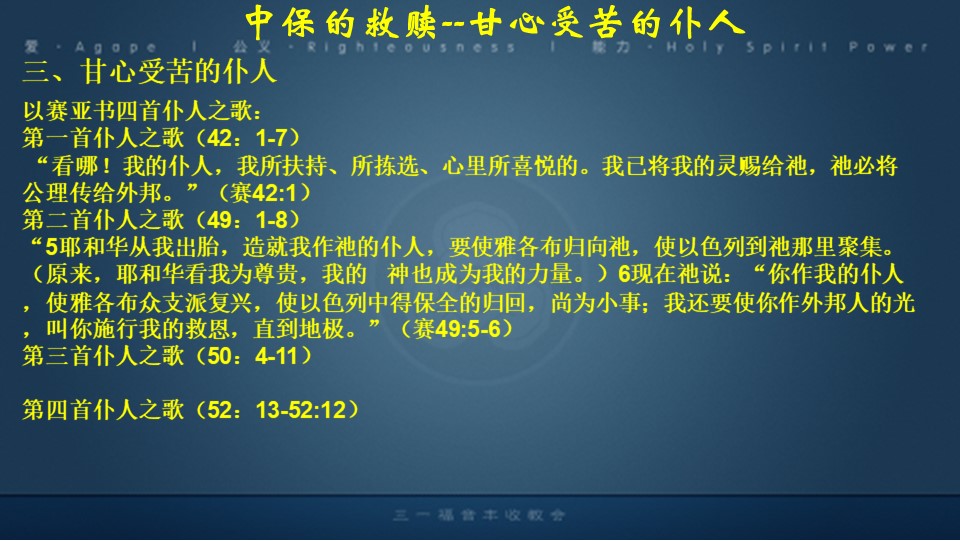 中保的救赎--甘心受苦的仆人
爱 · Agape | 公义 · Righteousness | 能力 · Holy Spirit Power
三、甘心受苦的仆人
以赛亚书四首仆人之歌：
第一首仆人之歌（42：1-7）
“看哪！我的仆人，我所扶持、所拣选、心里所喜悦的。我已将我的灵赐给祂，祂必将
公理传给外邦。”（赛42:1）
第二首仆人之歌（49：1-8）
“5耶和华从我出胎，造就我作祂的仆人，要使雅各布归向祂，使以色列到祂那里聚集。
（原来，耶和华看我为尊贵，我的　神也成为我的力量。）6现在祂说：“你作我的仆人
，使雅各布众支派复兴，使以色列中得保全的归回，尚为小事；我还要使你作外邦人的光
，叫你施行我的救恩，直到地极。”（赛49:5-6）
第三首仆人之歌（50：4-11）
第四首仆人之歌（52：13-52:12）
三一福音丰收教会